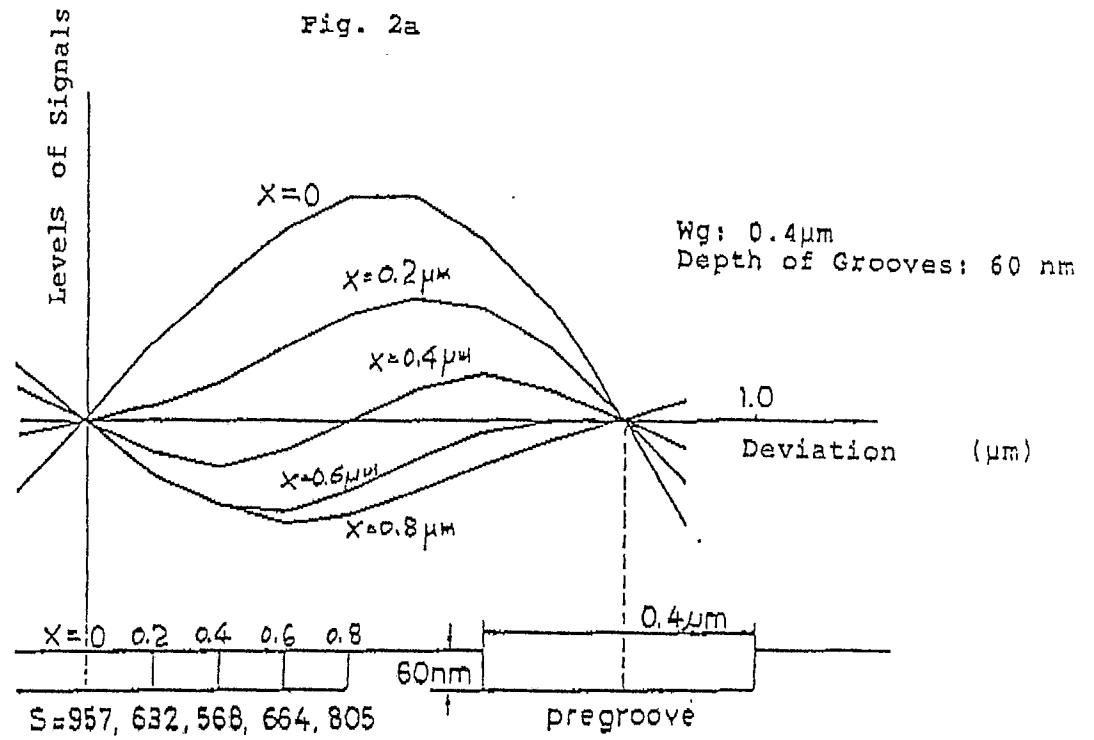 Fig. 2a
Levels of Signals
X=0
X=0.2μm
Wg: 0.4μm
Depth of Grooves: 60 nm
X=0.4μm
1.0
Deviation (μm)
X=0.6μm
X=0.8μm
X=0 0.2 0.4 0.6 0.8
0.4μm
60nm
S=957, 632, 568, 664, 805
pregroove